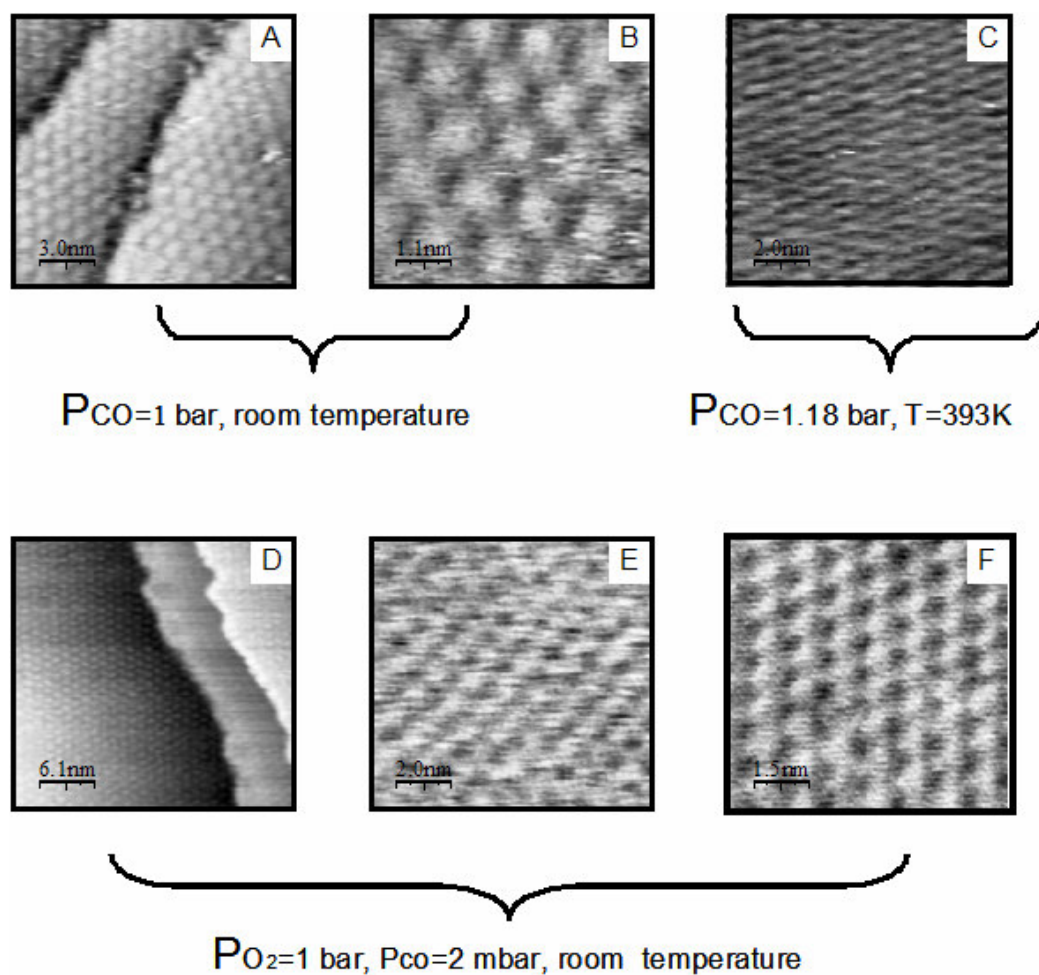 A B C
3.0nm 1.1nm 2.0nm
PCO=1 bar, room temperature PCO=1.18 bar, T=393K
D E F
6.1nm 2.0nm 1.5nm
PO₂=1 bar, Pco=2 mbar, room temperature